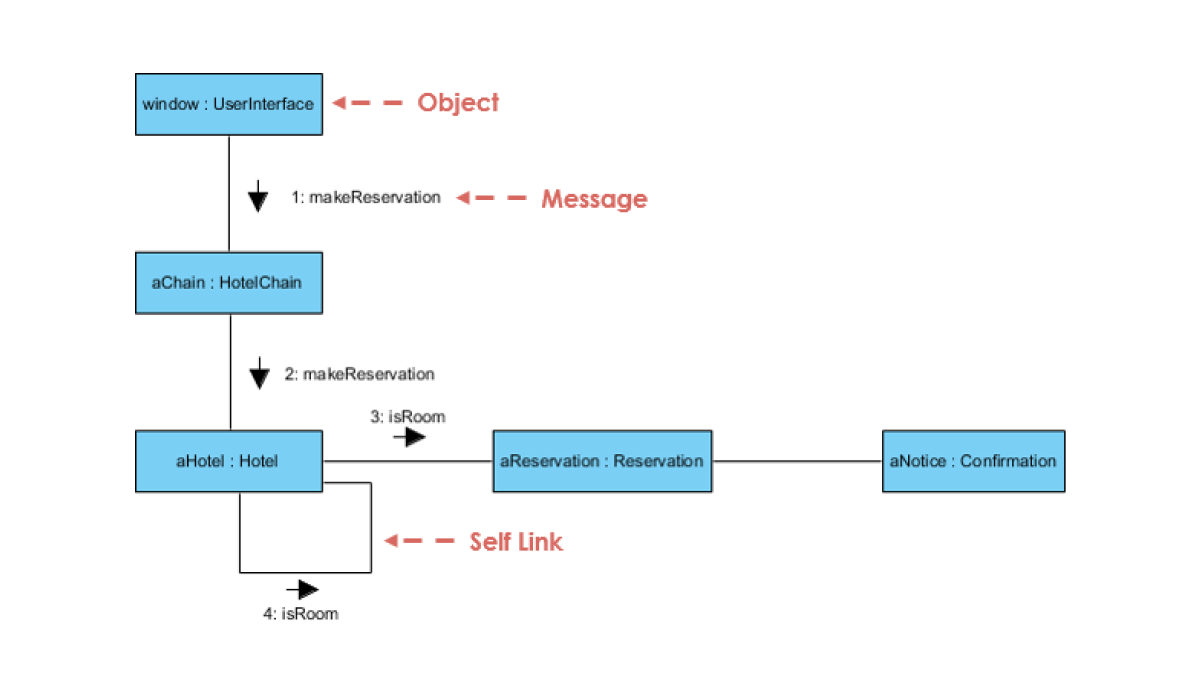 window : UserInterface
Object
1: makeReservation
Message
aChain : HotelChain
2: makeReservation
3: isRoom
aHotel : Hotel
aReservation : Reservation
aNotice : Confirmation
Self Link
4: isRoom